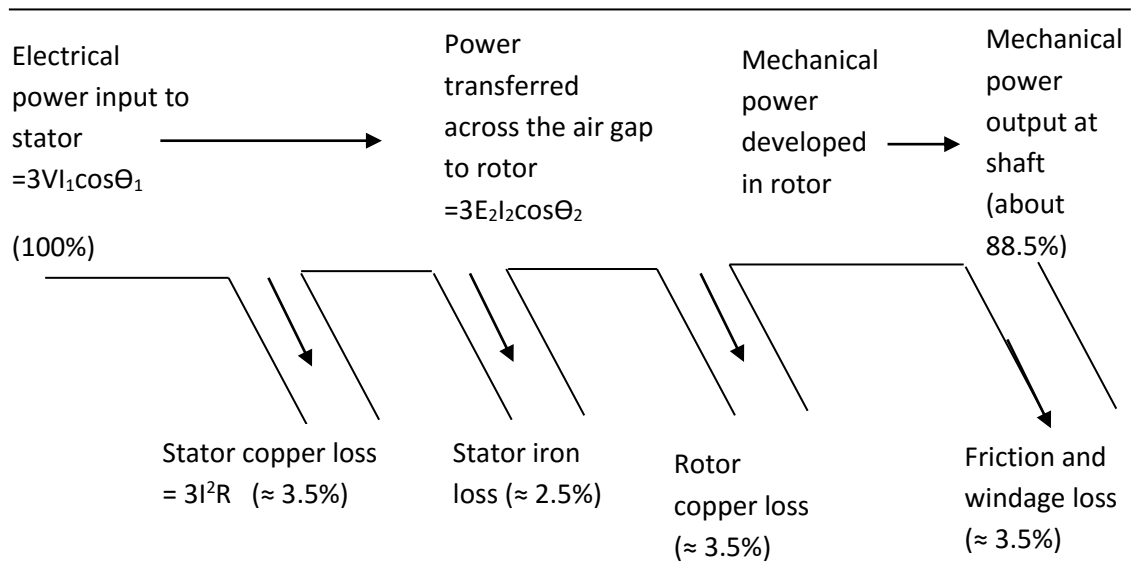 Electrical
power input to
stator
=3VI₁cosƟ₁
(100%)
Power
transferred
across the air gap
to rotor
=3E₂I₂cosƟ₂
Mechanical
power
developed
in rotor
Mechanical
power
output at
shaft
(about
88.5%)
Stator copper loss
= 3I²R (≈ 3.5%)
Stator iron
loss (≈ 2.5%)
Rotor
copper loss
(≈ 3.5%)
Friction and
windage loss
(≈ 3.5%)